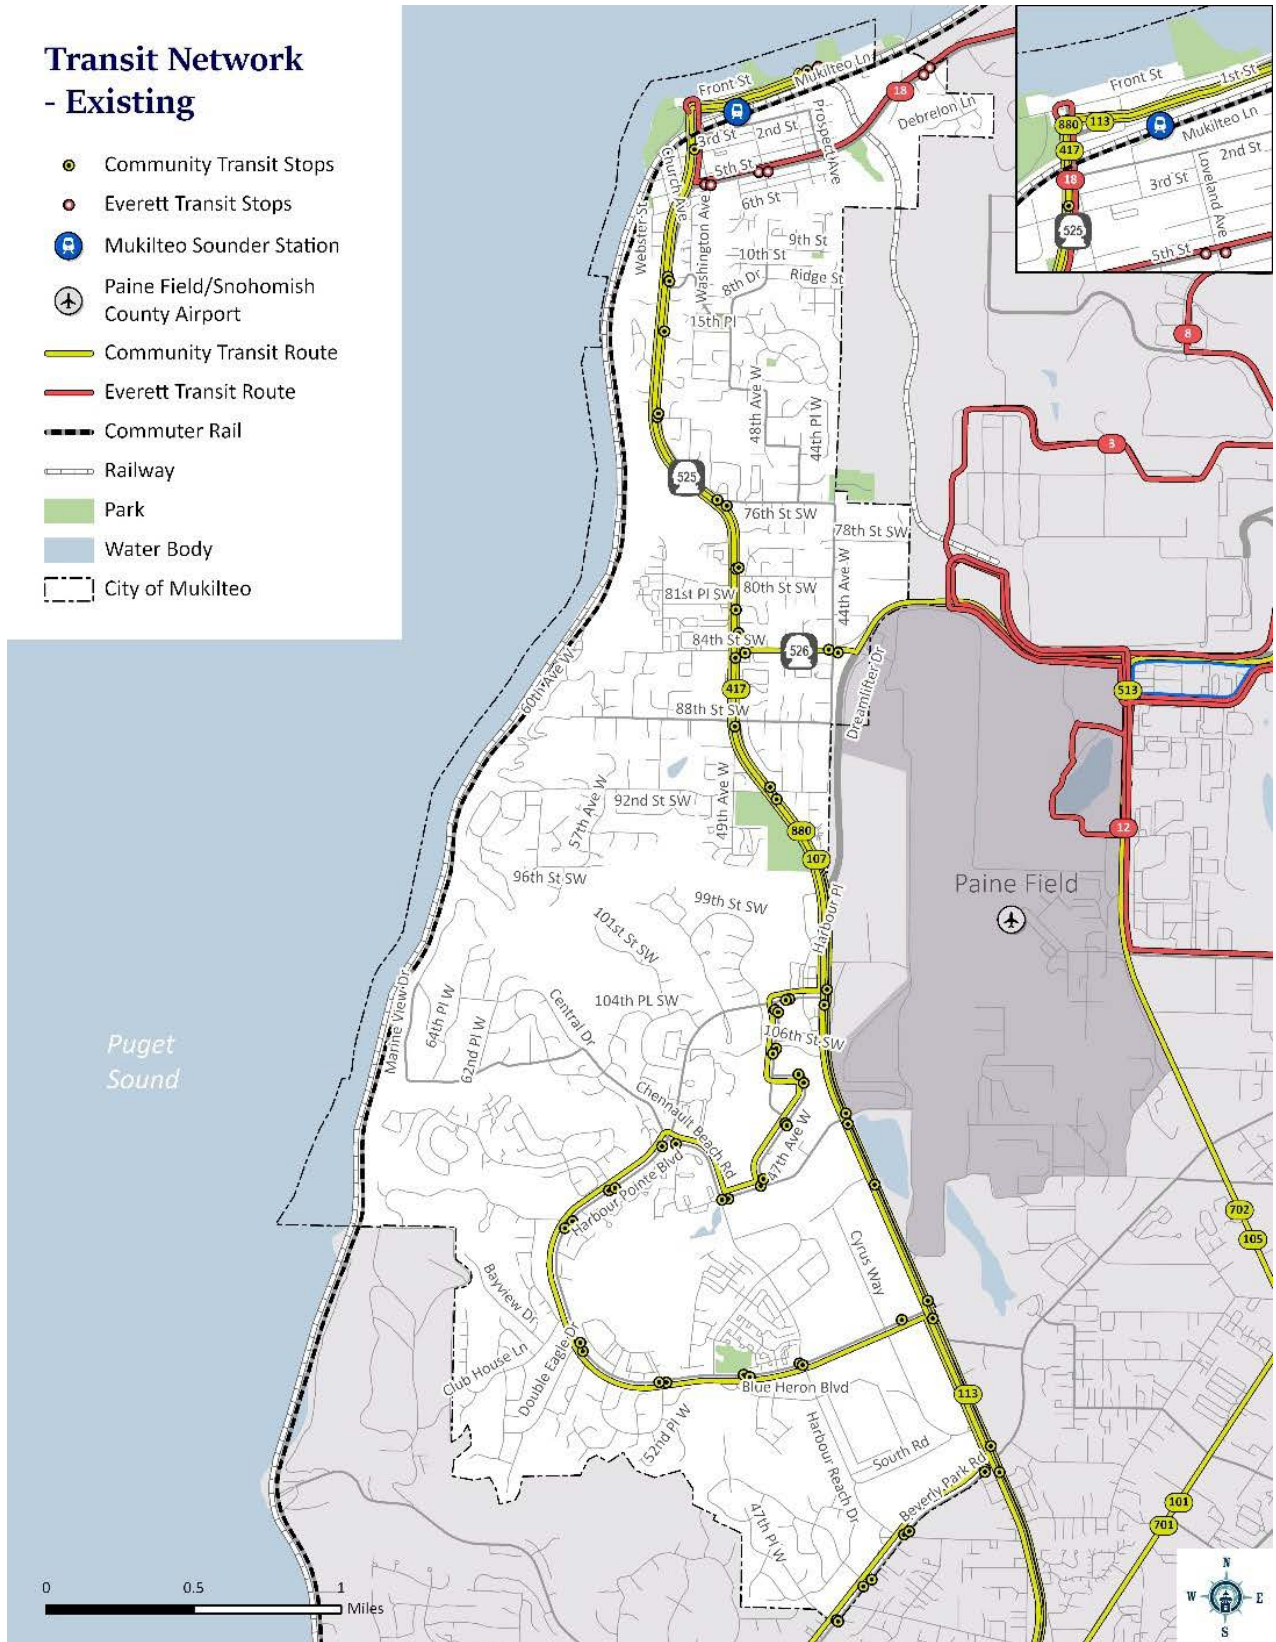 Transit Network
- Existing
Community Transit Stops
Everett Transit Stops
Mukilteo Sounder Station
Paine Field/Snohomish
County Airport
Community Transit Route
Everett Transit Route
Commuter Rail
Railway
Park
Water Body
City of Mukilteo
Front St
Mukilteo Ln
18
Debrelon Ln
Prospect Ave
2nd St
3rd St
5th St
6th St
Church Ave
Webster St
Washington Ave
9th St
10th St
8th Dr
Ridge St
15th Pl
48th Ave W
44th Pl W
525
76th St SW
78th St SW
44th Ave W
80th St SW
81st Pl SW
84th St SW
526
417
88th St SW
60th Ave W
Dreamlifter Dr
57th Ave W
92nd St SW
49th Ave W
880
107
96th St SW
99th St SW
101st St SW
Harbour Pl
Paine Field
104th PL SW
Central Dr
106th St SW
Marine View Dr
64th Pl W
62nd Pl W
Chennault Beach Rd
47th Ave W
Harbour Pointe Blvd
Cyrus Way
Bayview Dr
Club House Ln
Double Eagle Dr
Blue Heron Blvd
52nd Pl W
Harbour Reach Dr
South Rd
Beverly Park Rd
47th Pl W
113
702
105
101
701
513
12
3
8
Puget
Sound
Front St
1st St
880
113
Mukilteo Ln
417
2nd St
18
3rd St
Loveland Ave
525
5th St
0
0.5
1
Miles
N
W
E
S